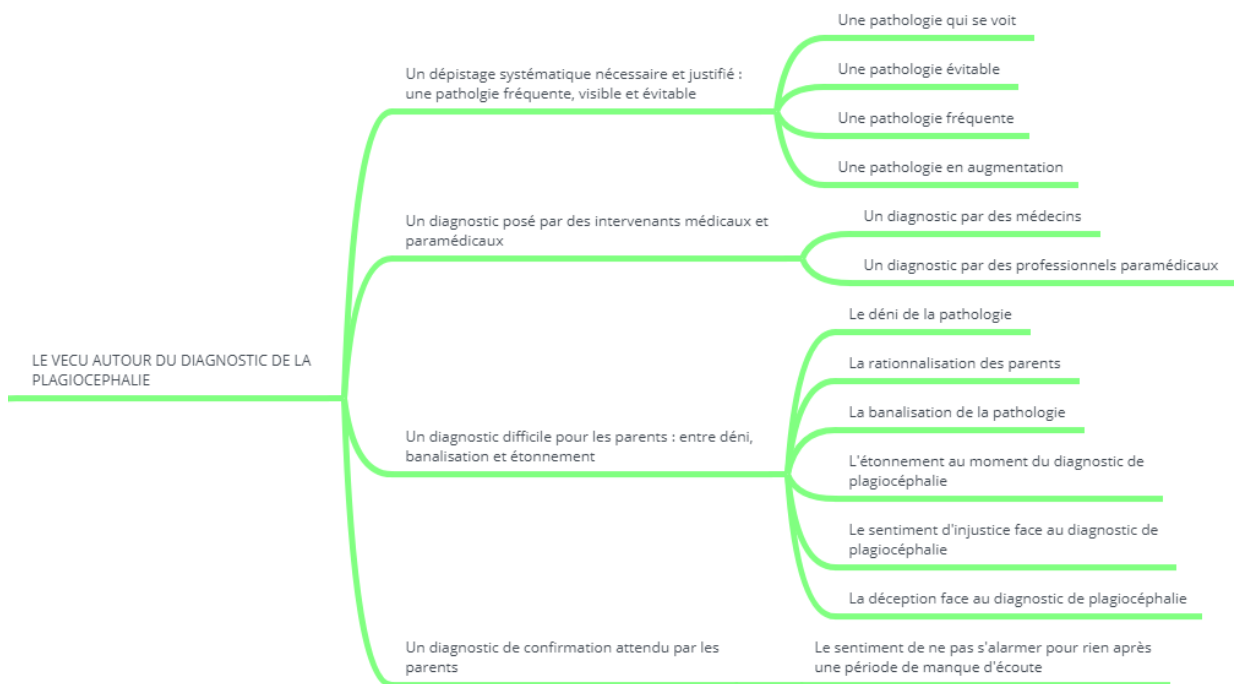 LE VECU AUTOUR DU DIAGNOSTIC DE LA
PLAGIOCEPHALIE
Un dépistage systématique nécessaire et justifié :
une patholgie fréquente, visible et évitable
Une pathologie qui se voit
Une pathologie évitable
Une pathologie fréquente
Une pathologie en augmentation
Un diagnostic posé par des intervenants médicaux et
paramédicaux
Un diagnostic par des médecins
Un diagnostic par des professionnels paramédicaux
Un diagnostic difficile pour les parents : entre déni,
banalisation et étonnement
Le déni de la pathologie
La rationnalisation des parents
La banalisation de la pathologie
L'étonnement au moment du diagnostic de
plagiocéphalie
Le sentiment d'injustice face au diagnostic de
plagiocéphalie
La déception face au diagnostic de plagiocéphalie
Un diagnostic de confirmation attendu par les
parents
Le sentiment de ne pas s'alarmer pour rien après
une période de manque d'écoute